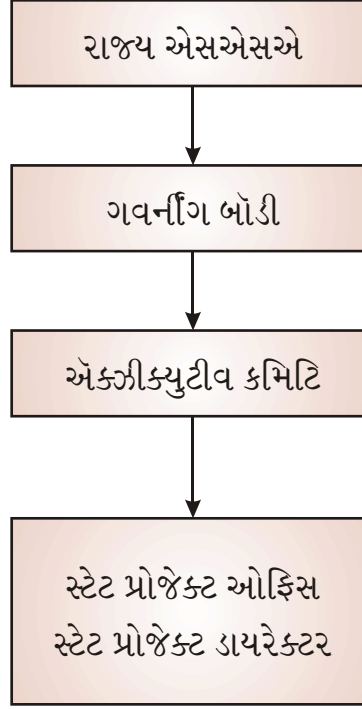 રાજ્ય એસએસએ
ગવર્નીંગ બૉડી
ઍક્ઝીક્યુટીવ કમિટિ
સ્ટેટ પ્રોજેક્ટ ઓફિસ
સ્ટેટ પ્રોજેક્ટ ડાયરેક્ટર